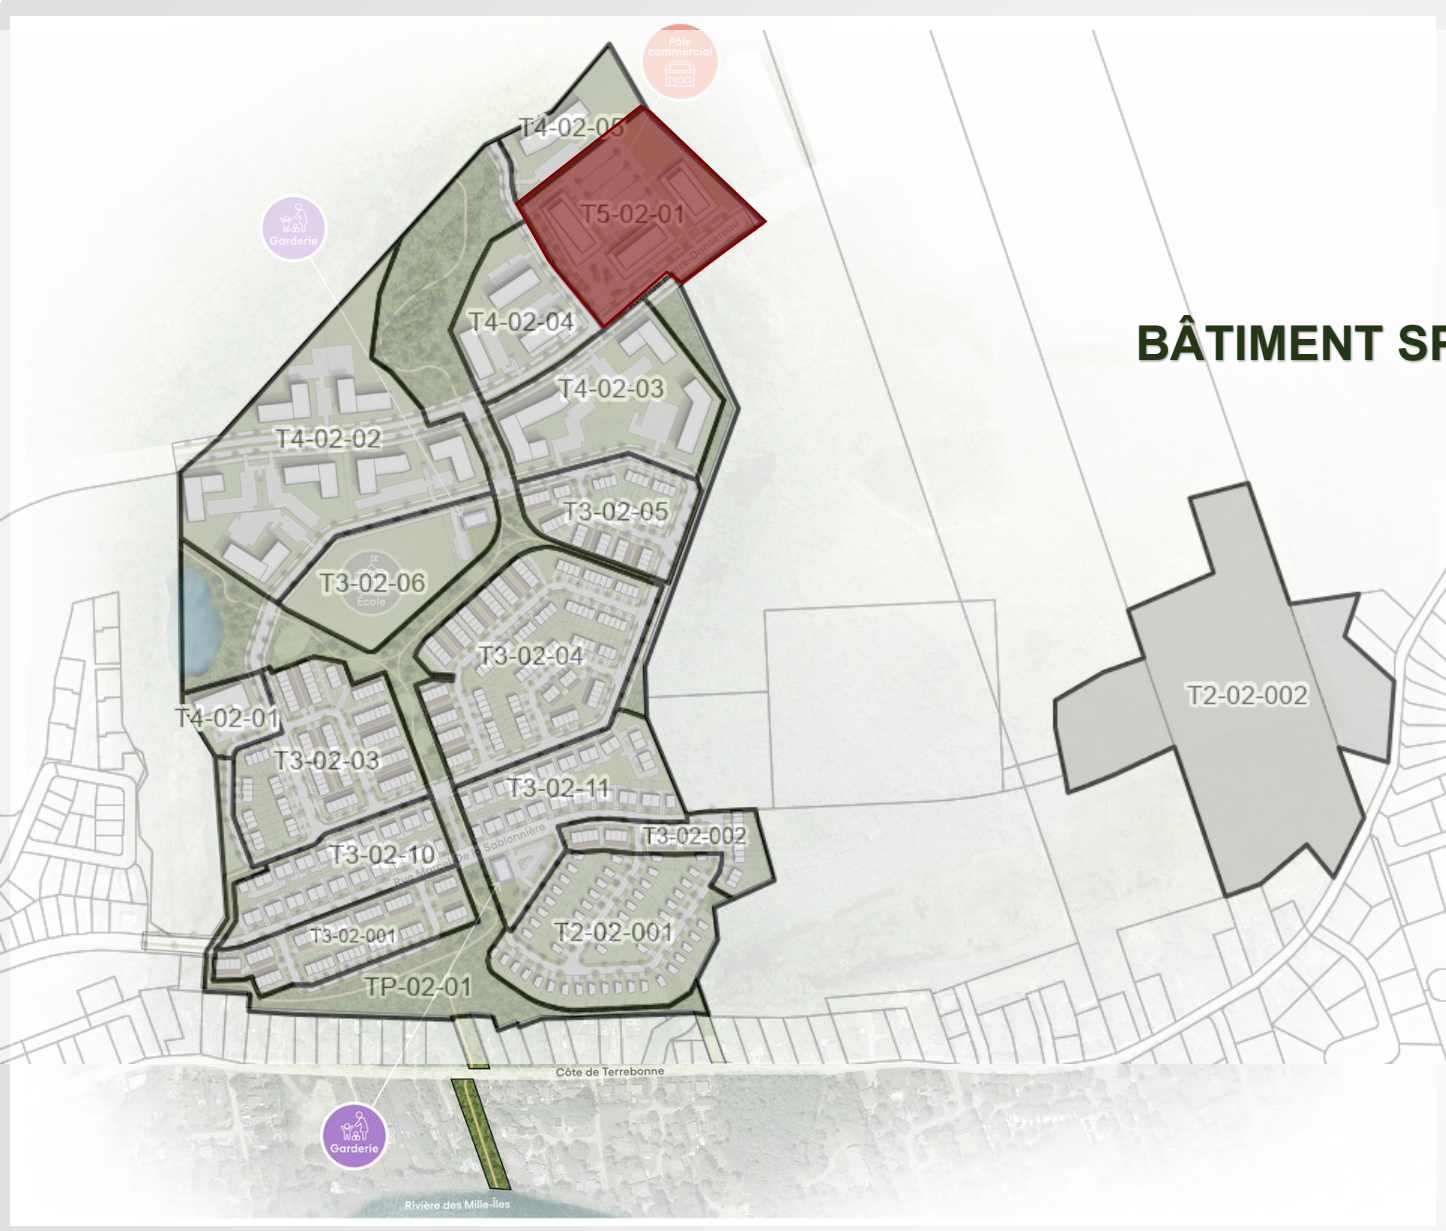 Pôle
commercial
T4-02-05
T5-02-01
Garderie
T4-02-04
BÂTIMENT SP
T4-02-03
T4-02-02
T3-02-05
T3-02-06
École
T3-02-04
T2-02-002
T4-02-01
T3-02-03
T3-02-11
T3-02-002
T3-02-10
T3-02-001
T2-02-001
TP-02-01
Côte de Terrebonne
Garderie
Rivière des Mille-Îles